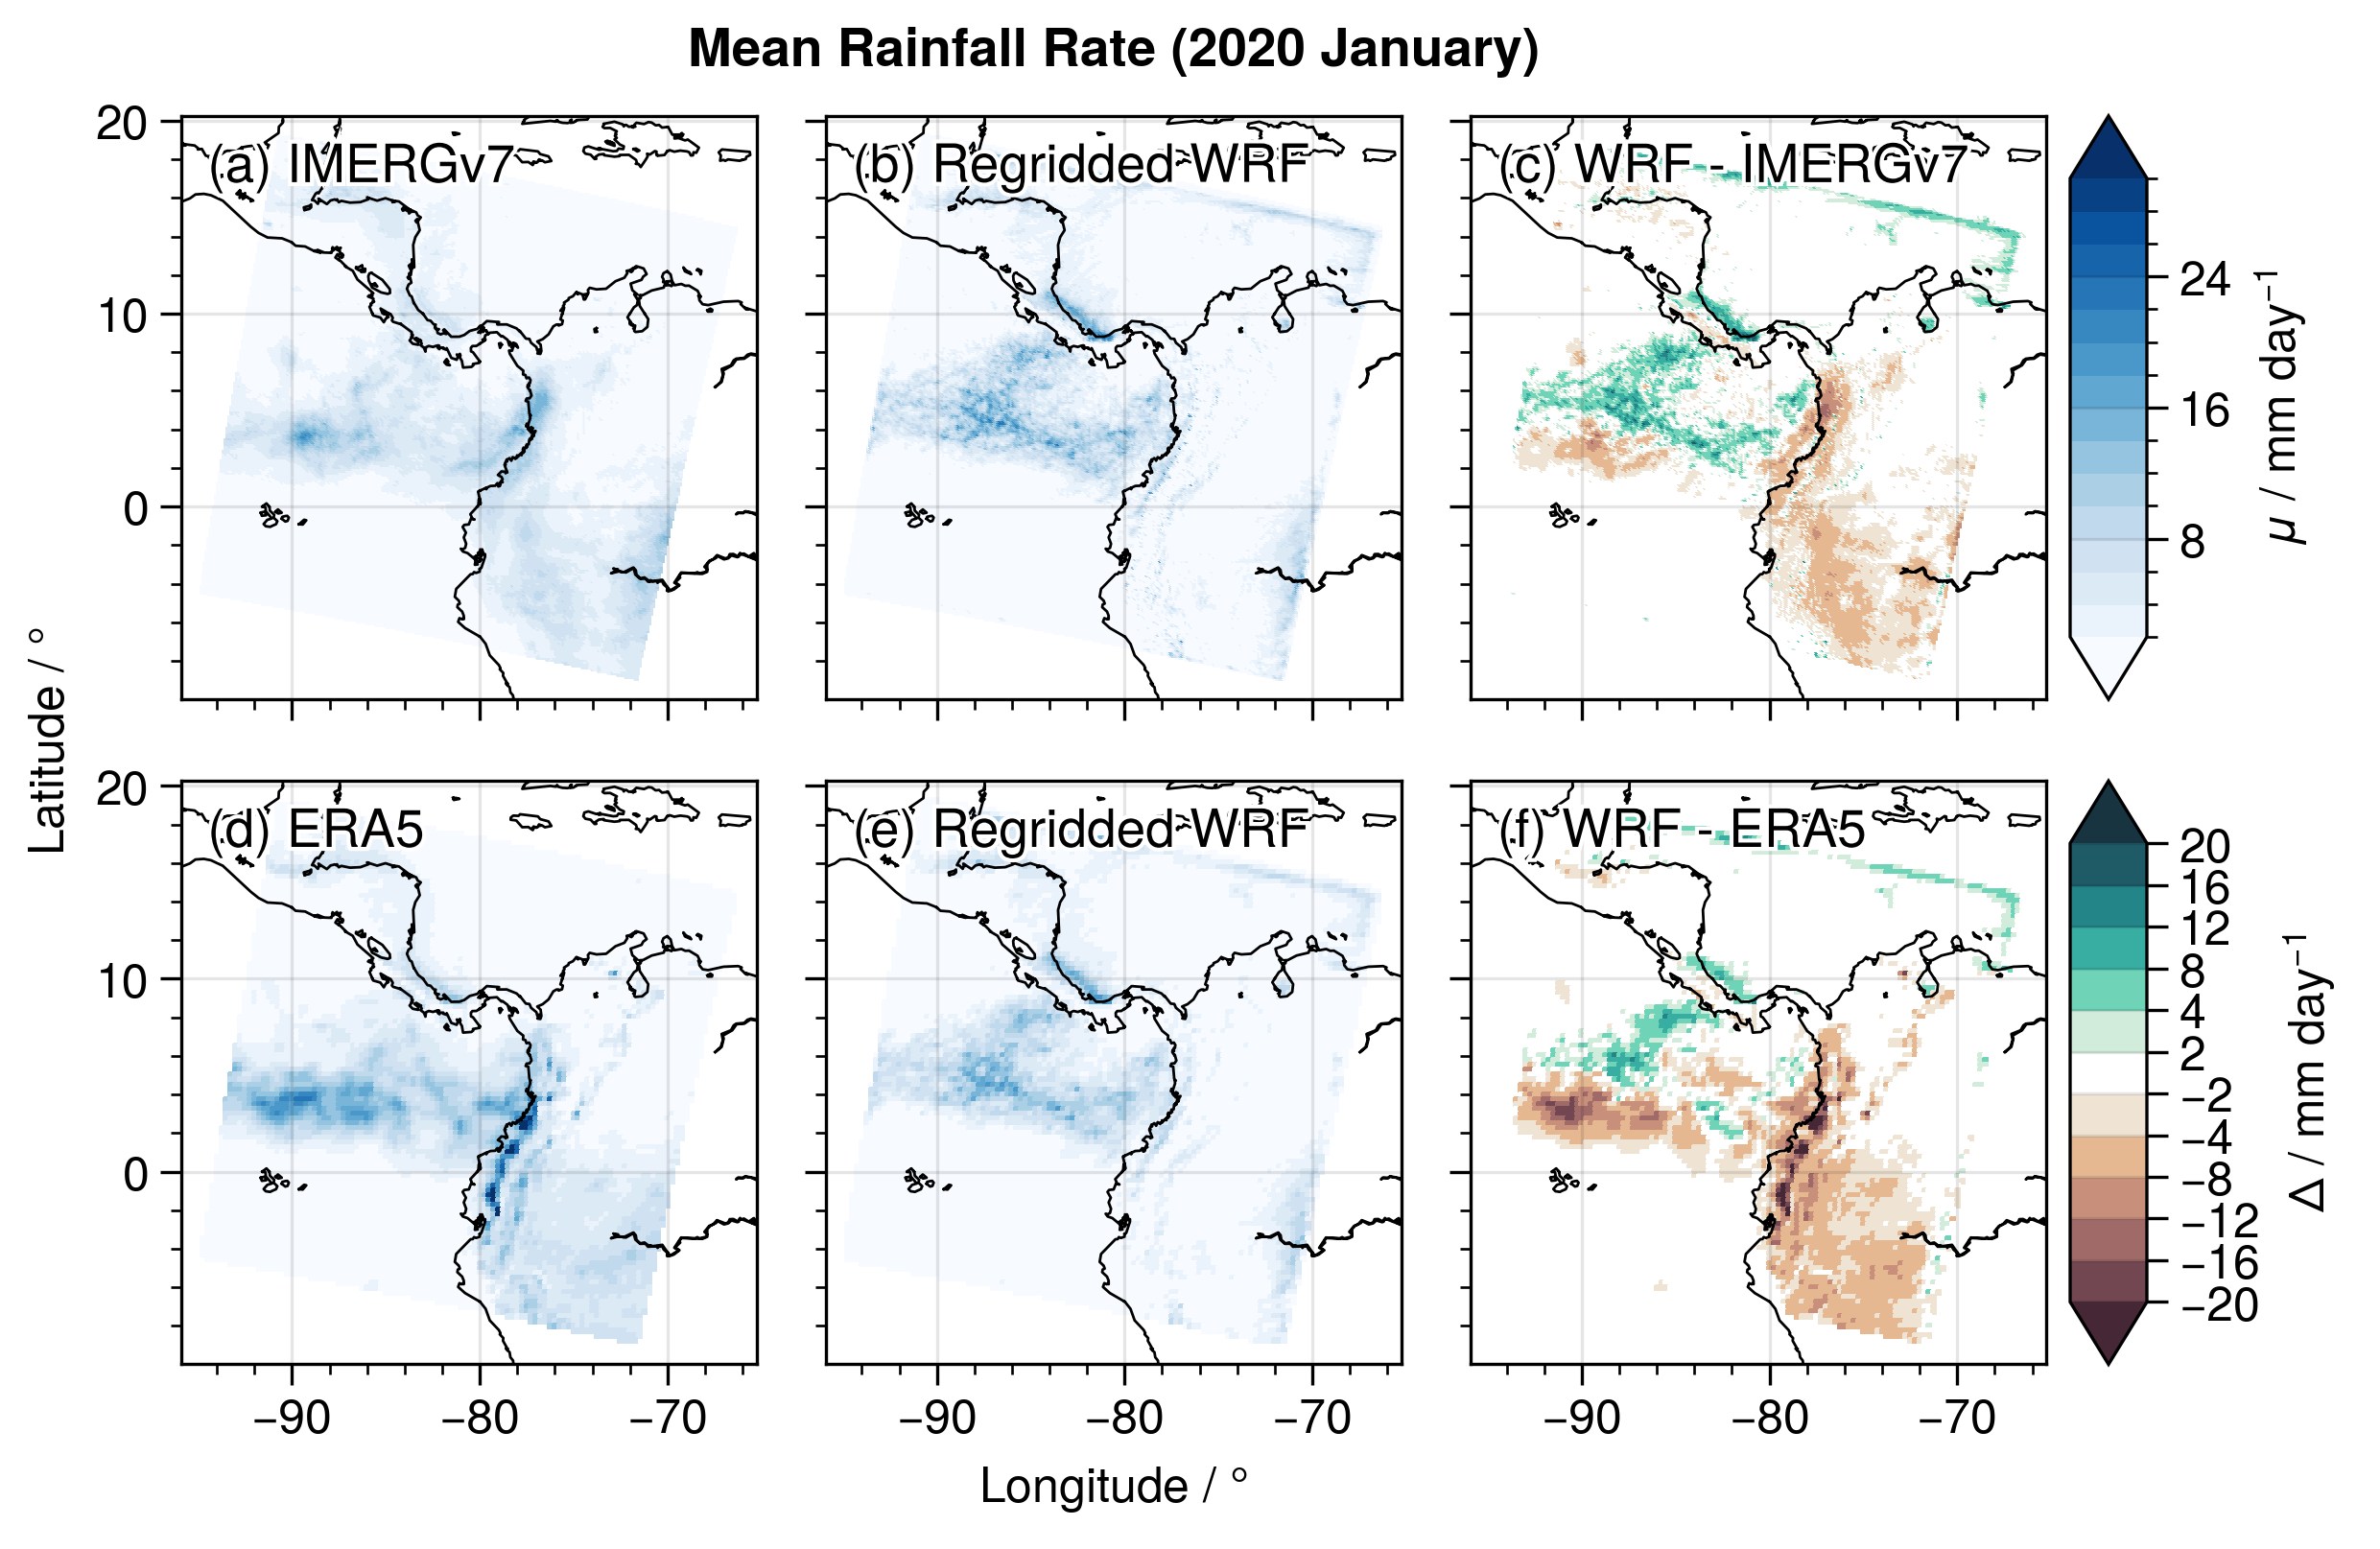 Mean Rainfall Rate (2020 January)
(a) IMERGv7
(b) Regridded WRF
(c) WRF - IMERGv7
20
10
0
24
16
8
μ / mm day⁻¹
Latitude / °
(d) ERA5
(e) Regridded WRF
(f) WRF - ERA5
20
10
0
20
16
12
8
4
2
−2
−4
−8
−12
−16
−20
Δ / mm day⁻¹
−90 −80 −70 −90 −80 −70 −90 −80 −70
Longitude / °